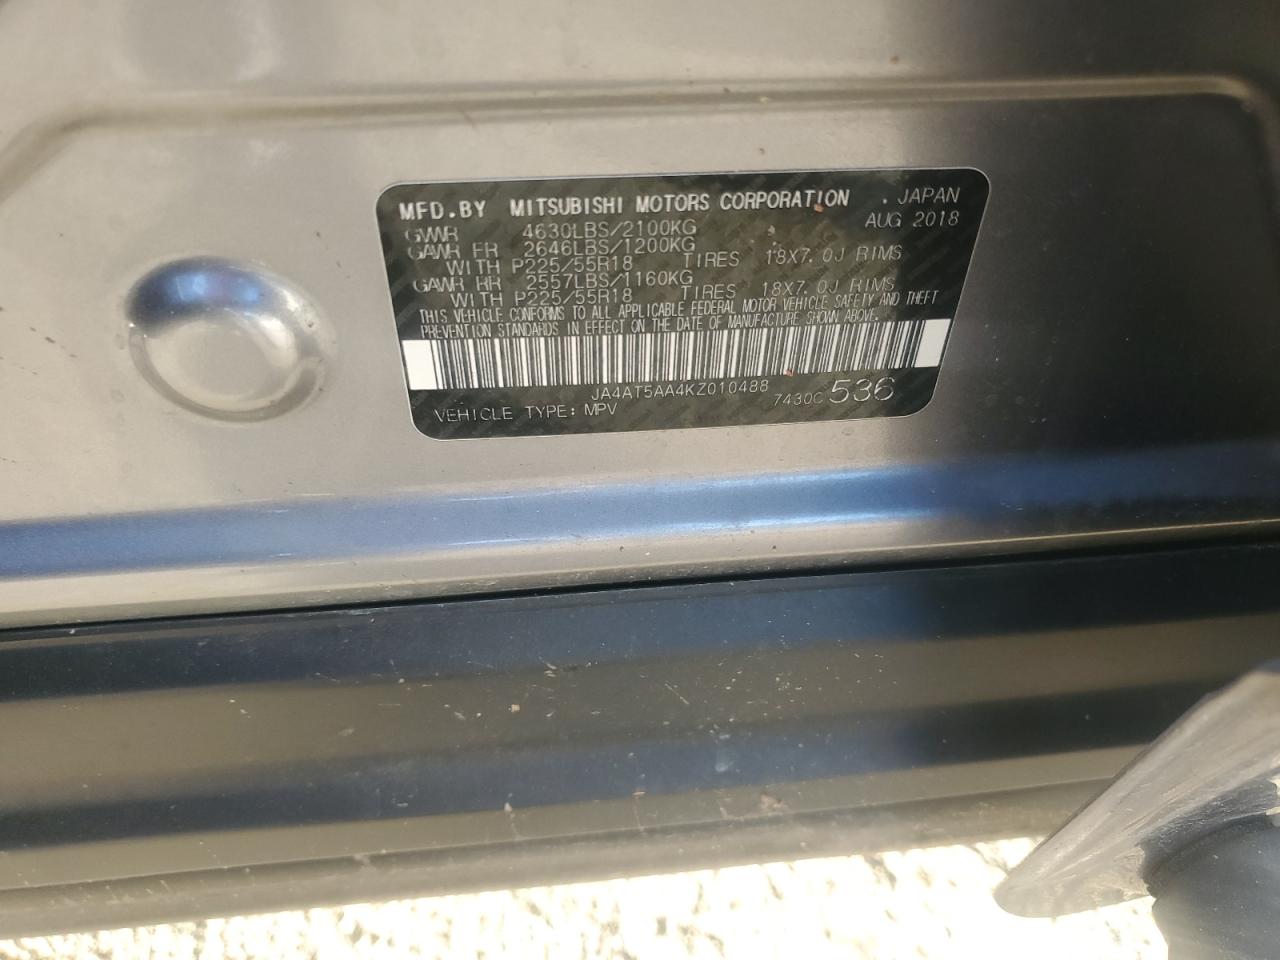 MFD.BY MITSUBISHI MOTORS CORPORATION . JAPAN
AUG 2018
GVWR 4630LBS/2100KG
GAWR FR 2646LBS/1200KG
WITH P225/55R18 TIRES 18X7.0J RIMS
GAWR RR 2557LBS/1160KG
WITH P225/55R18 TIRES 18X7.0J RIMS
THIS VEHICLE CONFORMS TO ALL APPLICABLE FEDERAL MOTOR VEHICLE SAFETY AND THEFT
PREVENTION STANDARDS IN EFFECT ON THE DATE OF MANUFACTURE SHOWN ABOVE.
JA4AT5AA4KZ010488
VEHICLE TYPE: MPV 7430C 536